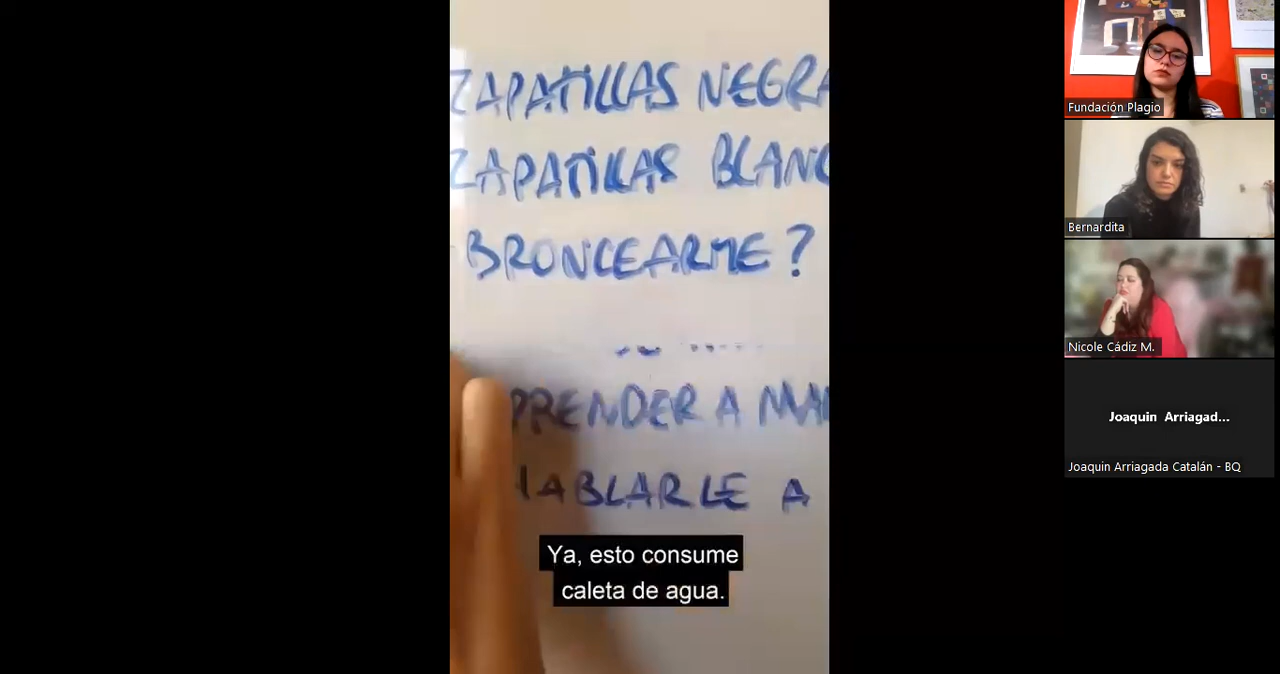 ZAPATILLAS NEGRA
ZAPATILLAS BLANC
BRONCEARME?
PRENDER A MA
HABLARLE A
Ya, esto consume
caleta de agua.
Fundación Plagio
Bernardita
Nicole Cádiz M.
Joaquin Arriagad...
Joaquin Arriagada Catalán - BQ